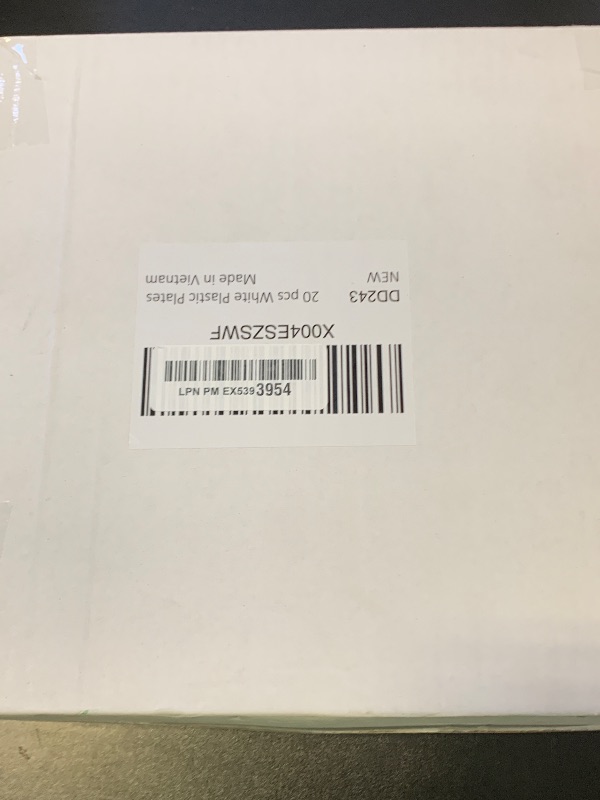 X004ESZSWF
DD243 20 pcs White Plastic Plates
NEW Made in Vietnam
LPN PM EX5393954